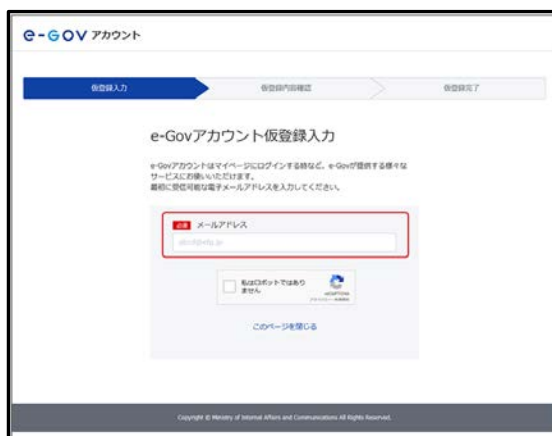 e-GOV アカウント
仮登録入力
仮登録内容確認
仮登録完了
e-Govアカウント仮登録入力
e-Govアカウントはマイページにログインする時など、e-Govが提供する様々な
サービスにお使いいただけます。
最初に受信可能な電子メールアドレスを入力してください。
必須 メールアドレス
私はロボットではあり
ません
reCAPTCHA
このページを閉じる
Copyright © Ministry of Internal Affairs and Communications All Rights Reserved.